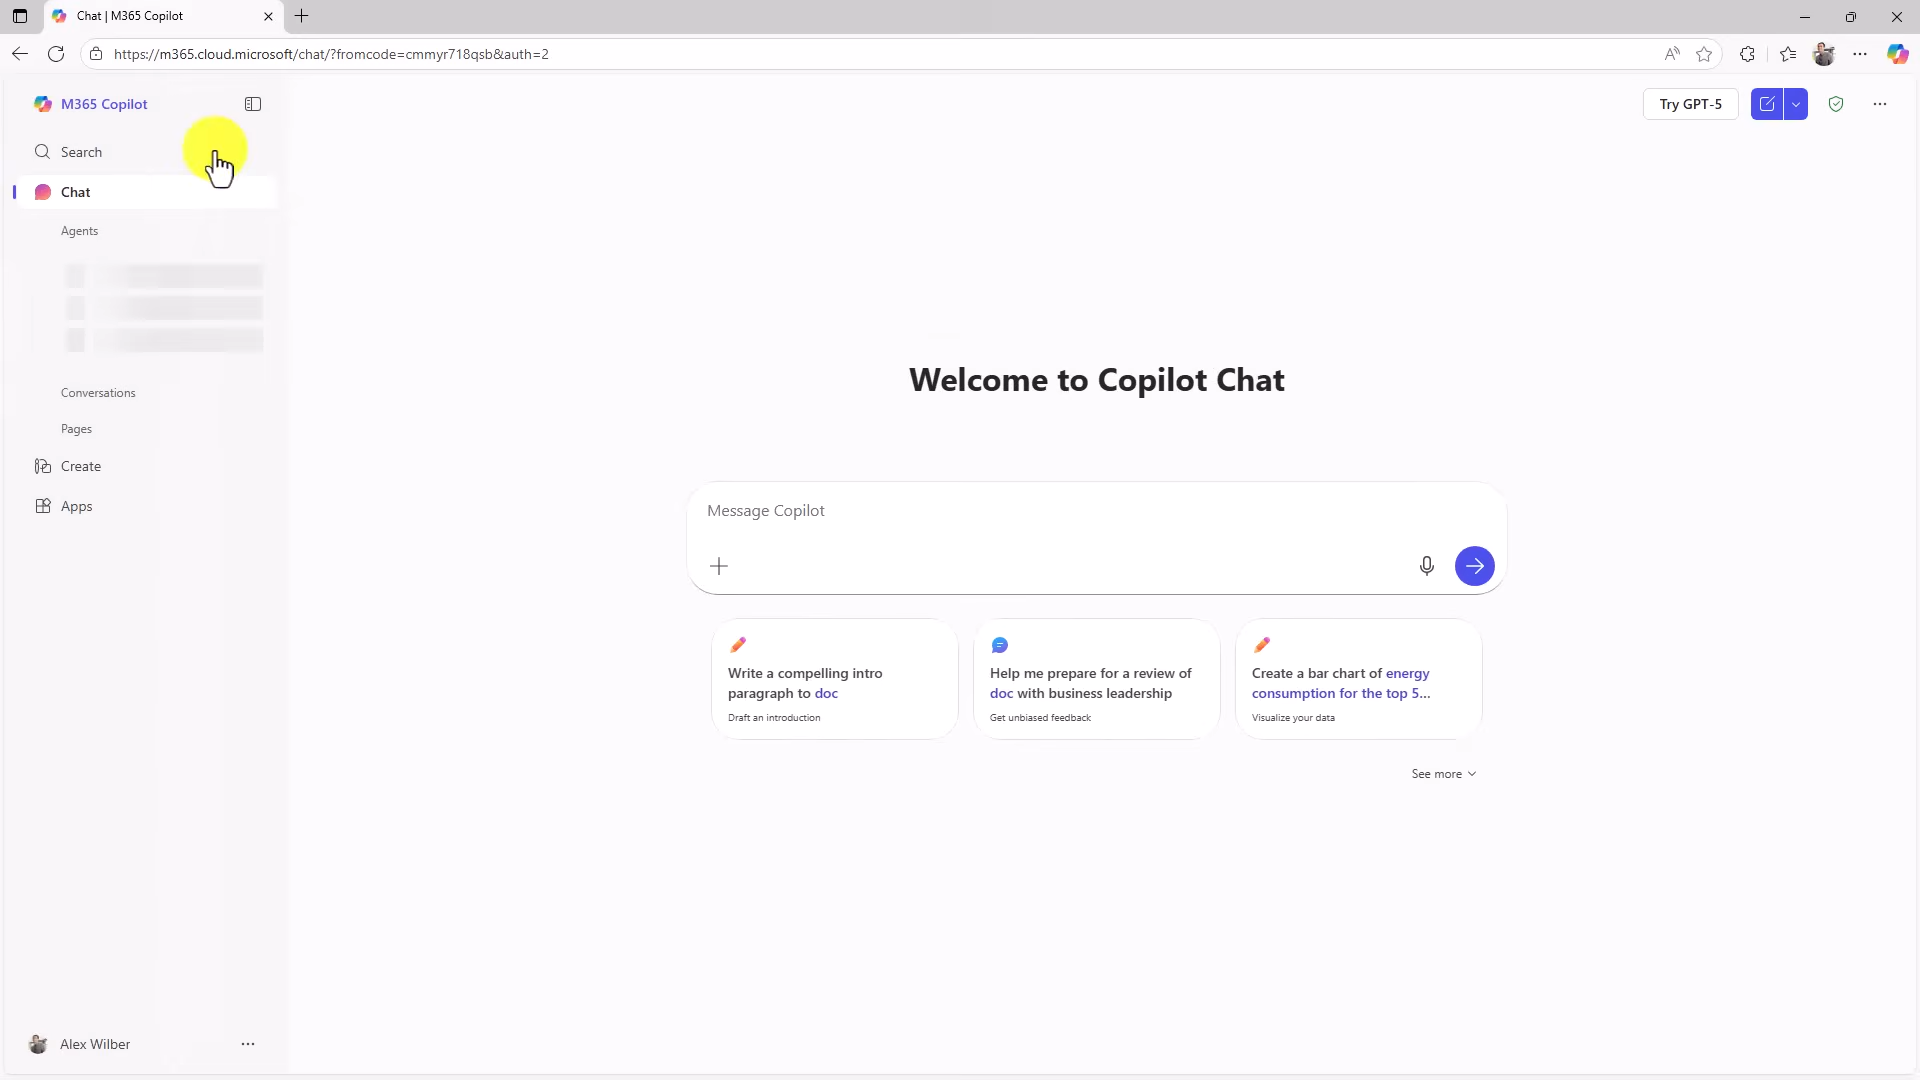 Chat | M365 Copilot
https://m365.cloud.microsoft/chat/?fromcode=cmmyr718qsb&auth=2
M365 Copilot
Try GPT-5
Search
Chat
Agents
Conversations
Pages
Create
Apps
Welcome to Copilot Chat
Message Copilot
Write a compelling intro
paragraph to doc
Draft an introduction
Help me prepare for a review of
doc with business leadership
Get unbiased feedback
Create a bar chart of energy
consumption for the top 5...
Visualize your data
See more
Alex Wilber